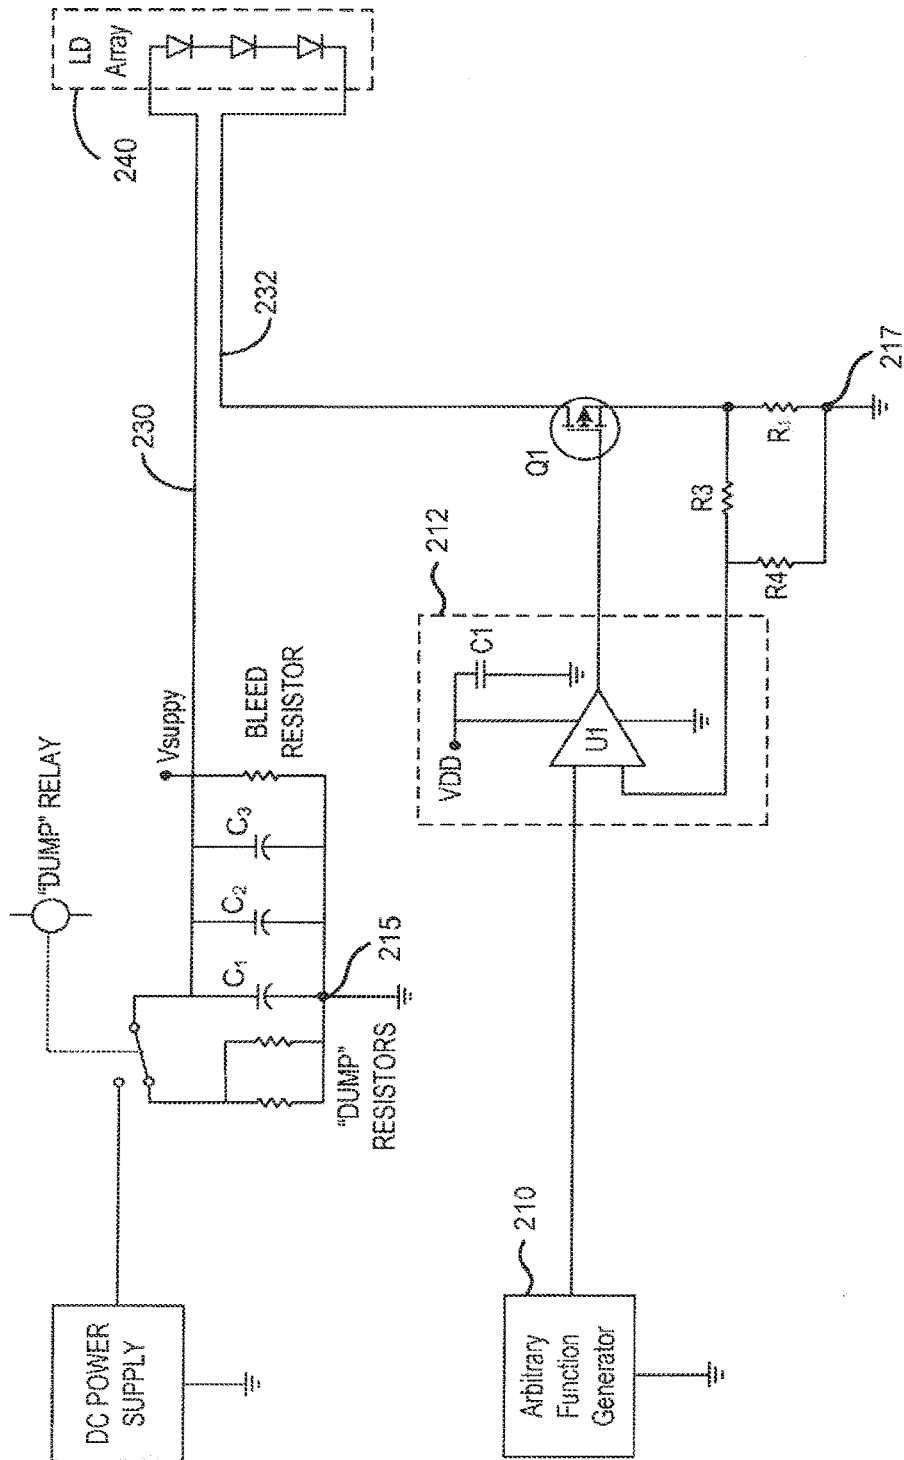 DC POWER
SUPPLY
"DUMP" RELAY
"DUMP"
RESISTORS
C₁
C₂
C₃
215
Vsuppy
BLEED
RESISTOR
230
232
240
LD
Array
Arbitrary
Function
Generator
210
212
VDD
C1
U1
Q1
R3
R4
217